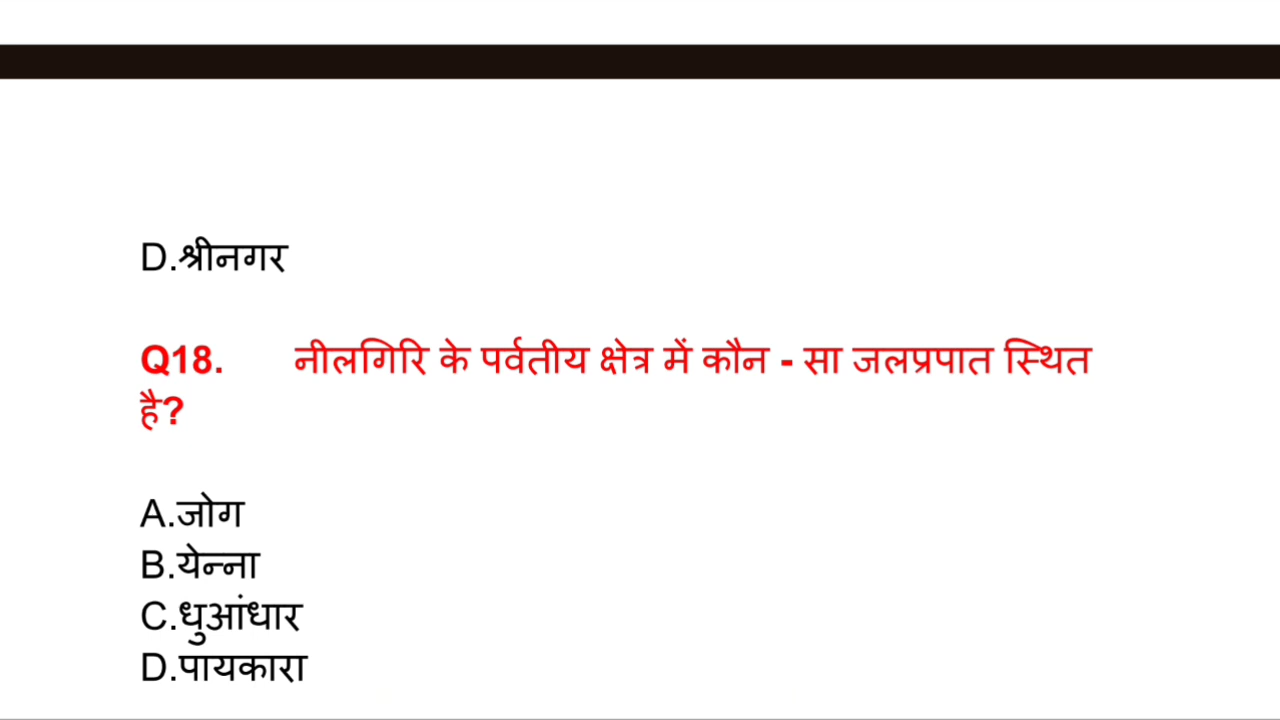 D.श्रीनगर
Q18. नीलगिरि के पर्वतीय क्षेत्र में कौन - सा जलप्रपात स्थित
है?
A.जोग
B.येन्ना
C.धुआंधार
D.पायकारा